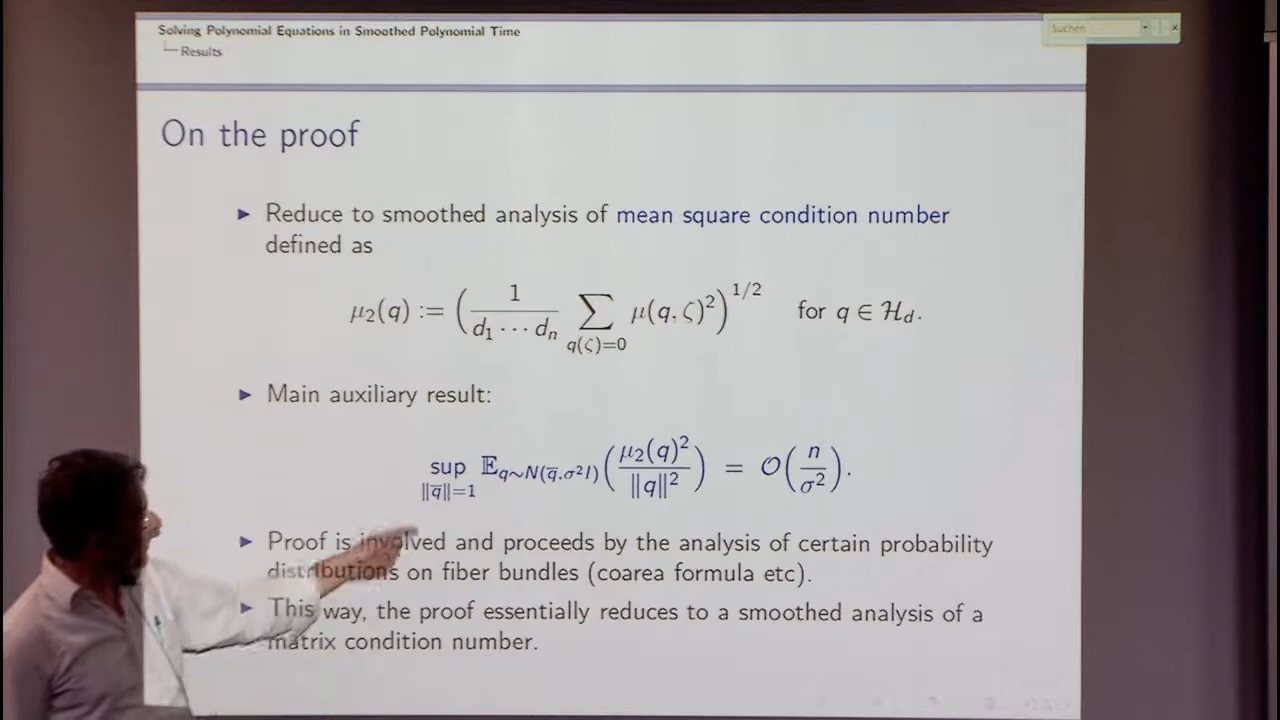 Solving Polynomial Equations in Smoothed Polynomial Time
Results
Suchen
On the proof
▶ Reduce to smoothed analysis of mean square condition number
defined as
μ₂(q) := ( 1 / d₁ ⋯ dₙ ∑_{q(ζ)=0} μ(q, ζ)² )^{1/2} for q ∈ ℋ_d.
▶ Main auxiliary result:
sup_{‖q̅‖=1} 𝔼_{q∼N(q̅,σ²I)} ( μ₂(q)² / ‖q‖² ) = 𝒪( n / σ² ).
▶ Proof is involved and proceeds by the analysis of certain probability
distributions on fiber bundles (coarea formula etc).
▶ This way, the proof essentially reduces to a smoothed analysis of a
matrix condition number.